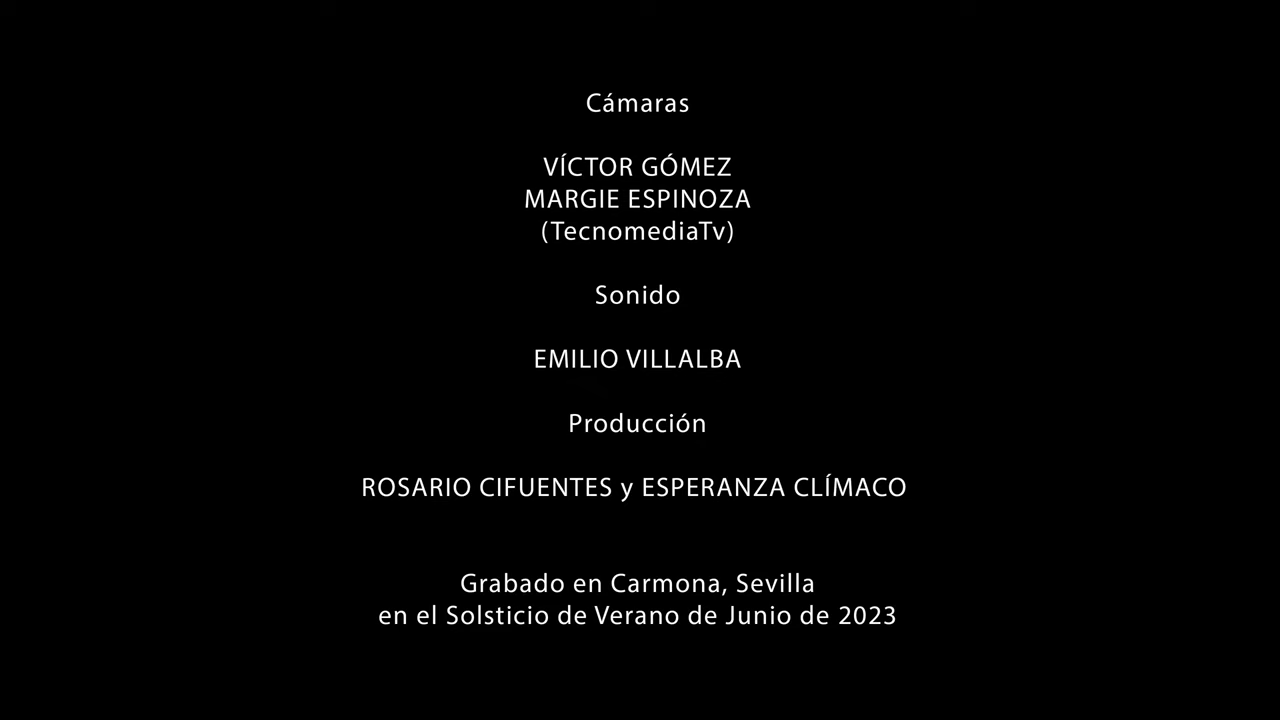 Cámaras
VÍCTOR GÓMEZ
MARGIE ESPINOZA
(TecnomediaTv)
Sonido
EMILIO VILLALBA
Producción
ROSARIO CIFUENTES y ESPERANZA CLÍMACO
Grabado en Carmona, Sevilla
en el Solsticio de Verano de Junio de 2023